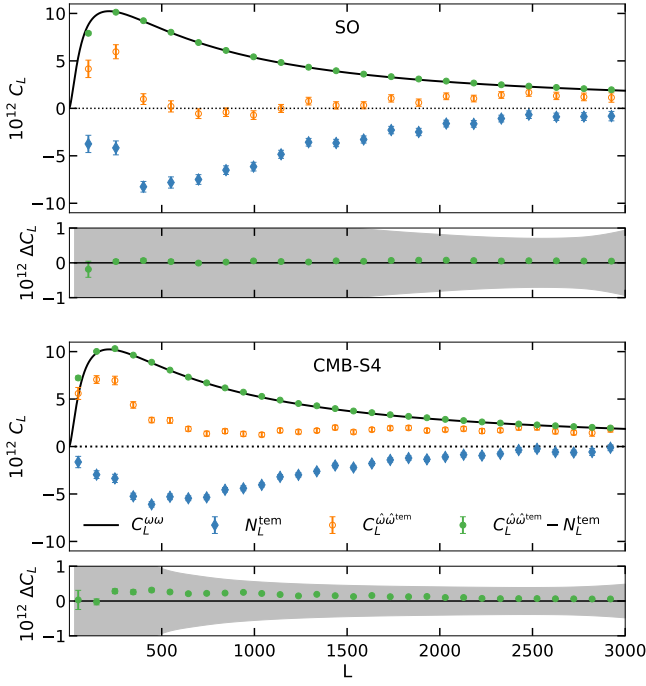 SO
10
5
0
−5
−10
10¹² C_L
1
0
−1
10¹² ΔC_L
CMB-S4
10
5
0
−5
−10
10¹² C_L
C_L^{ωω} N_L^{tem} C_L^{ω̂ω̂^{tem}} C_L^{ω̂ω̂^{tem}} − N_L^{tem}
1
0
−1
10¹² ΔC_L
500 1000 1500 2000 2500 3000
L